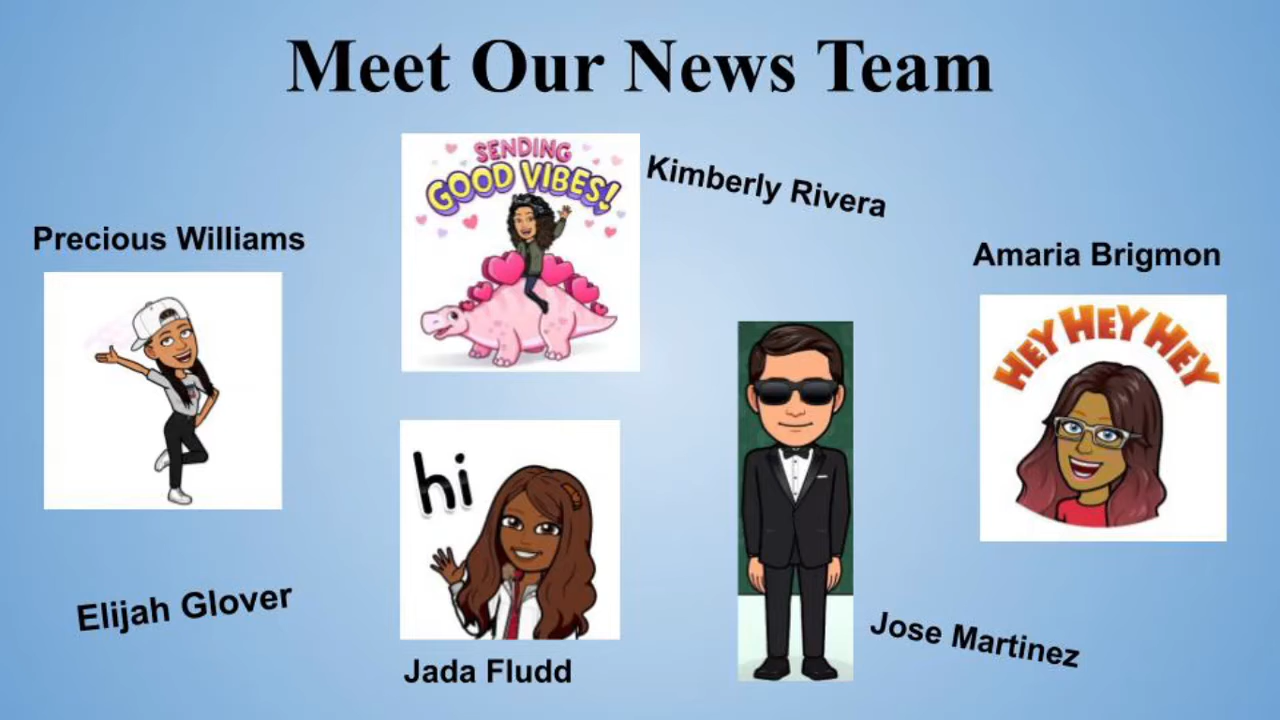 Meet Our News Team
SENDING
GOOD VIBES!
Kimberly Rivera
Precious Williams
Amaria Brigmon
HEY HEY HEY
hi
Elijah Glover
Jada Fludd
Jose Martinez